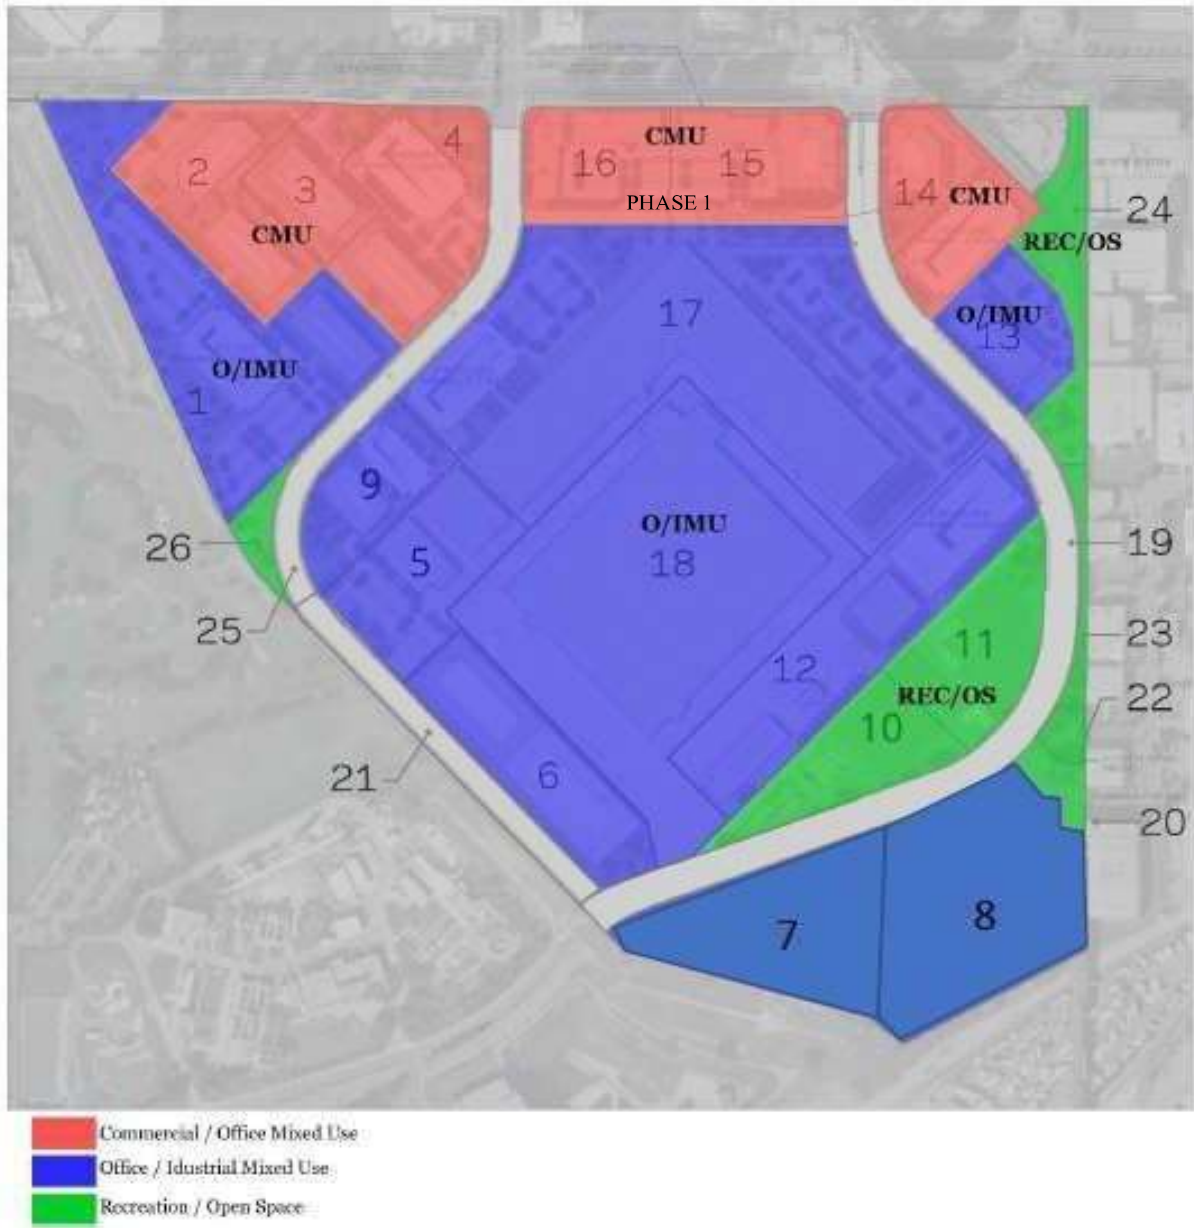 4
CMU
16
15
2
3
14
CMU
PHASE 1
24
CMU
REC/OS
17
O/IMU
13
O/IMU
1
9
O/IMU
26
5
18
19
25
11
23
12
REC/OS
22
10
21
6
20
8
7
Commercial / Office Mixed Use
Office / Idustrial Mixed Use
Recreation / Open Space